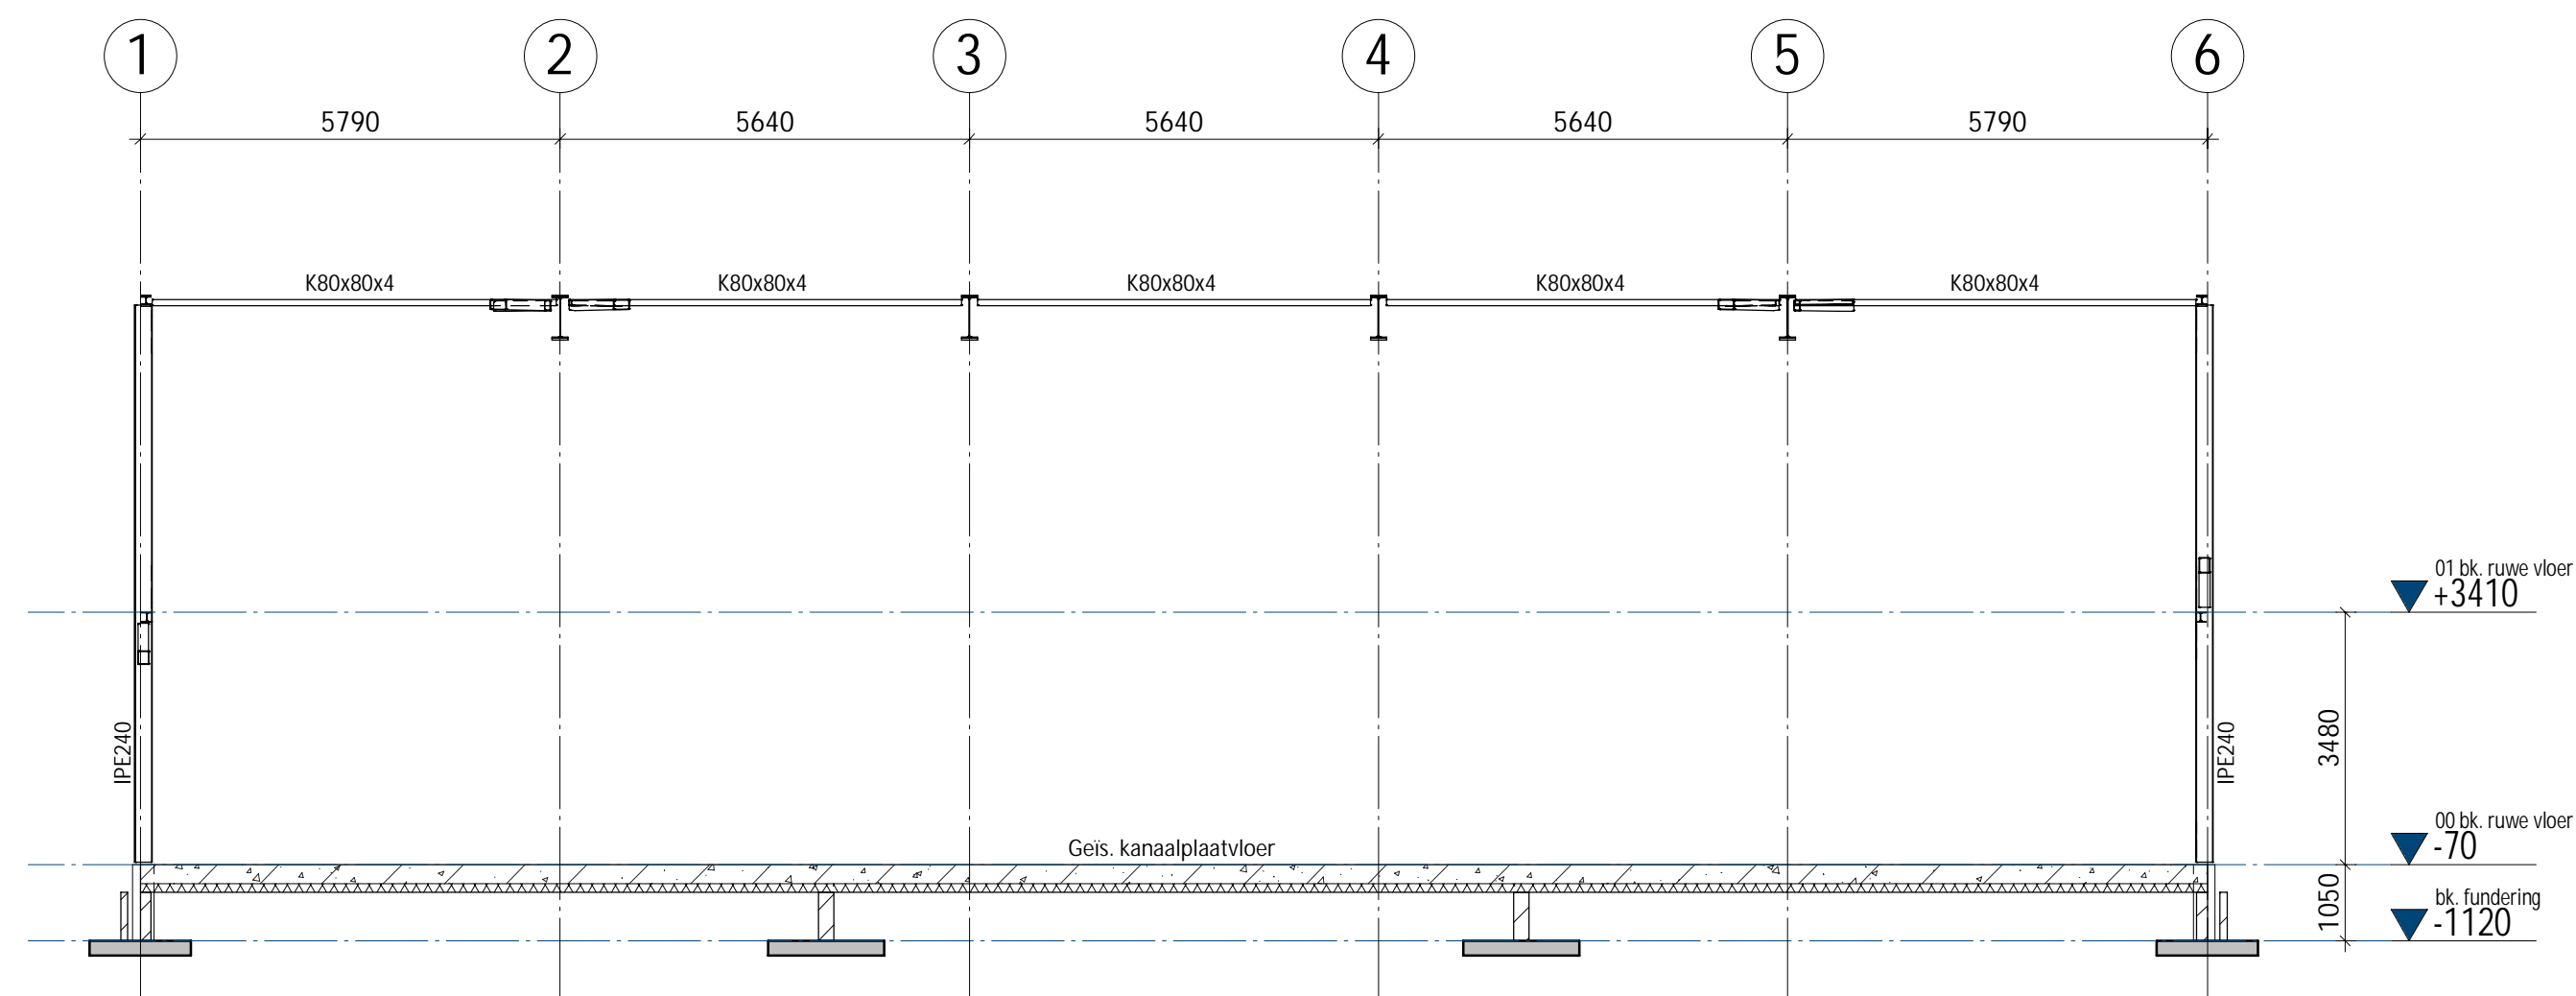 1 2 3 4 5 6
5790 5640 5640 5640 5790
K80x80x4 K80x80x4 K80x80x4 K80x80x4 K80x80x4
01 bk. ruwe vloer
+3410
IPE240 IPE240 3480
00 bk. ruwe vloer
Geïs. kanaalplaatvloer -70
bk. fundering
1050 -1120